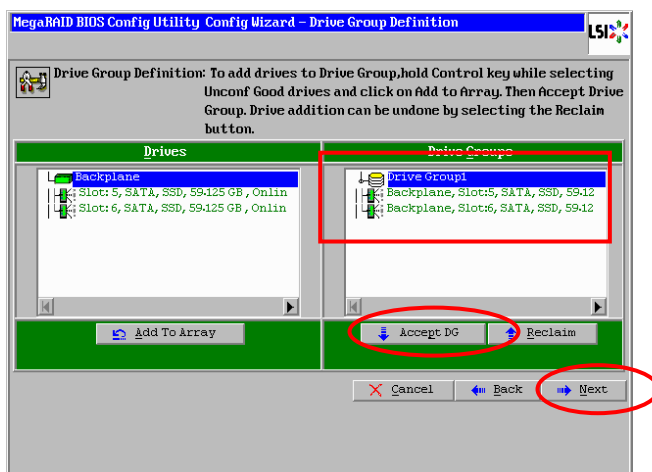 MegaRAID BIOS Config Utility Config Wizard – Drive Group Definition
LSI
Drive Group Definition: To add drives to Drive Group,hold Control key while selecting
Unconf Good drives and click on Add to Array. Then Accept Drive
Group. Drive addition can be undone by selecting the Reclaim
button.
Drives
Drive Groups
Backplane
Slot: 5, SATA, SSD, 59.125 GB , Onlin
Slot: 6, SATA, SSD, 59.125 GB , Onlin
Drive Group1
Backplane, Slot:5, SATA, SSD, 59.12
Backplane, Slot:6, SATA, SSD, 59.12
Add To Array
Accept DG
Reclaim
Cancel
Back
Next